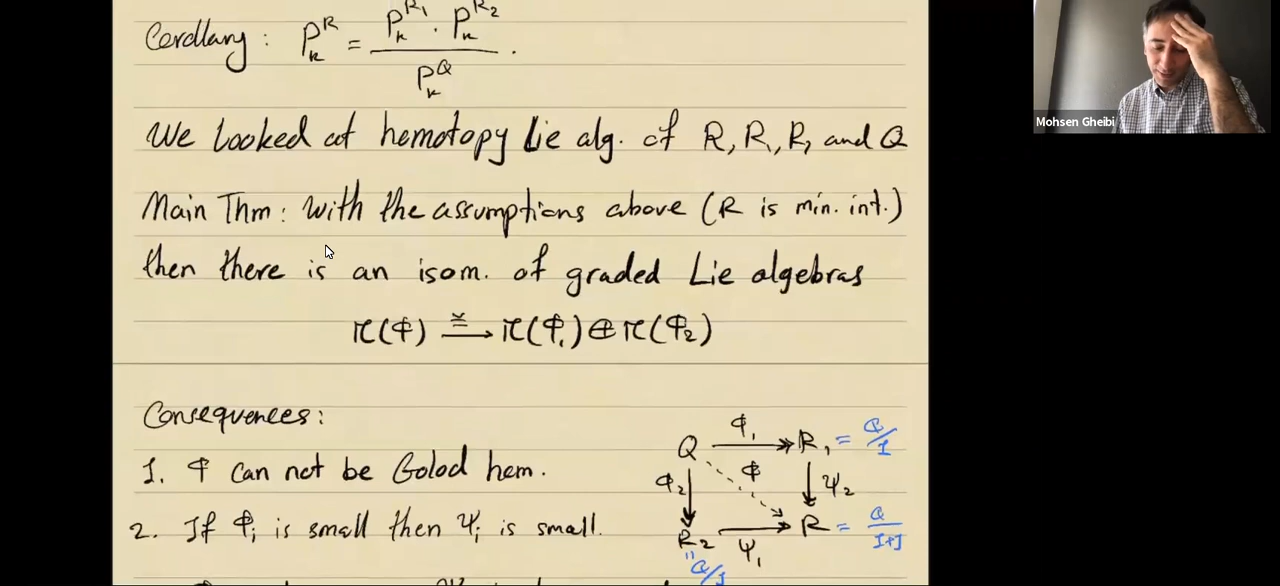 Corollary: P_k^R = P_k^{R_1} · P_k^{R_2} / P_k^Q .
Mohsen Gheibi
We looked at homotopy Lie alg. of R, R_1, R_2 and Q
Main Thm: With the assumptions above (R is min. int.)
then there is an isom. of graded Lie algebras
π(φ) ≅→ π(φ_1) ⊕ π(φ_2)
Consequences:
1. φ can not be Golod hom.
2. If φ_i is small then ψ_i is small.
Q φ_1 R_1 = Q/I
φ_2 φ ψ_2
R_2 ψ_1 R = Q/I+J
"Q/J